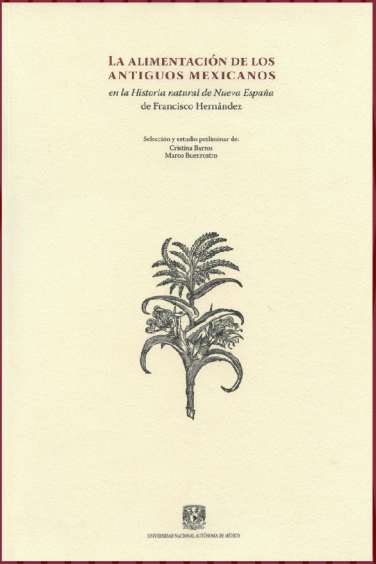 LA ALIMENTACIÓN DE LOS
ANTIGUOS MEXICANOS
en la Historia natural de Nueva España
de Francisco Hernández
Selección y estudio preliminar de:
Cristina Barros
Marco Buenrostro
UNIVERSIDAD NACIONAL AUTÓNOMA DE MÉXICO